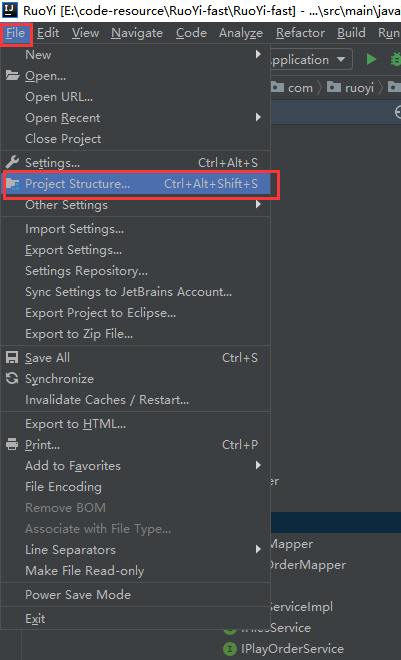 RuoYi [E:\code-resource\RuoYi-fast\RuoYi-fast] - ...\src\main\java
File Edit View Navigate Code Analyze Refactor Build Run
New
Open...
Open URL...
Open Recent
Close Project
Settings... Ctrl+Alt+S
Project Structure... Ctrl+Alt+Shift+S
Other Settings
Import Settings...
Export Settings...
Settings Repository...
Sync Settings to JetBrains Account...
Export Project to Eclipse...
Export to Zip File...
Save All Ctrl+S
Synchronize
Invalidate Caches / Restart...
Export to HTML...
Print... Ctrl+P
Add to Favorites
File Encoding
Remove BOM
Associate with File Type...
Line Separators
Make File Read-only
Power Save Mode
Exit
pplication
com ruoyi
er
Mapper
OrderMapper
ServiceImpl
IPlayOrderService